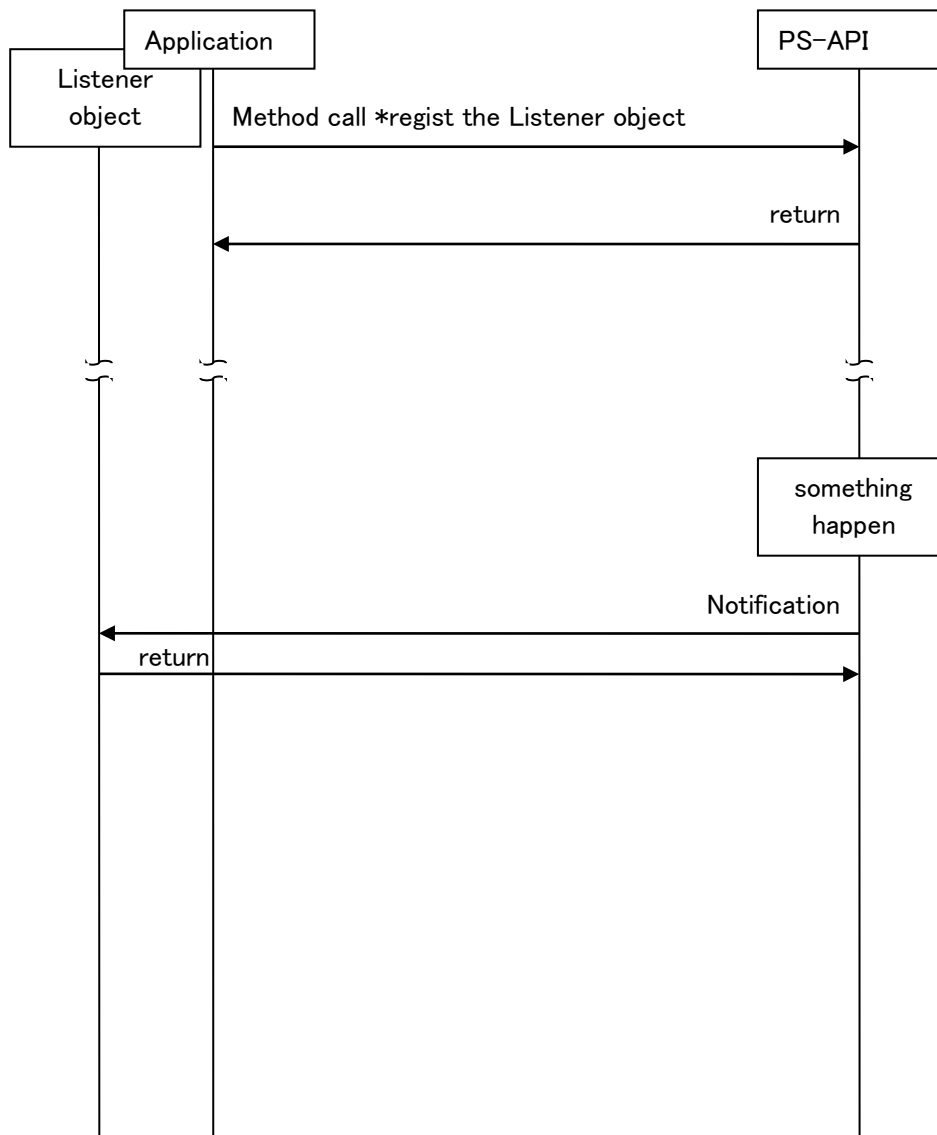 Application
PS-API
Listener
object
Method call *regist the Listener object
return
something
happen
Notification
return